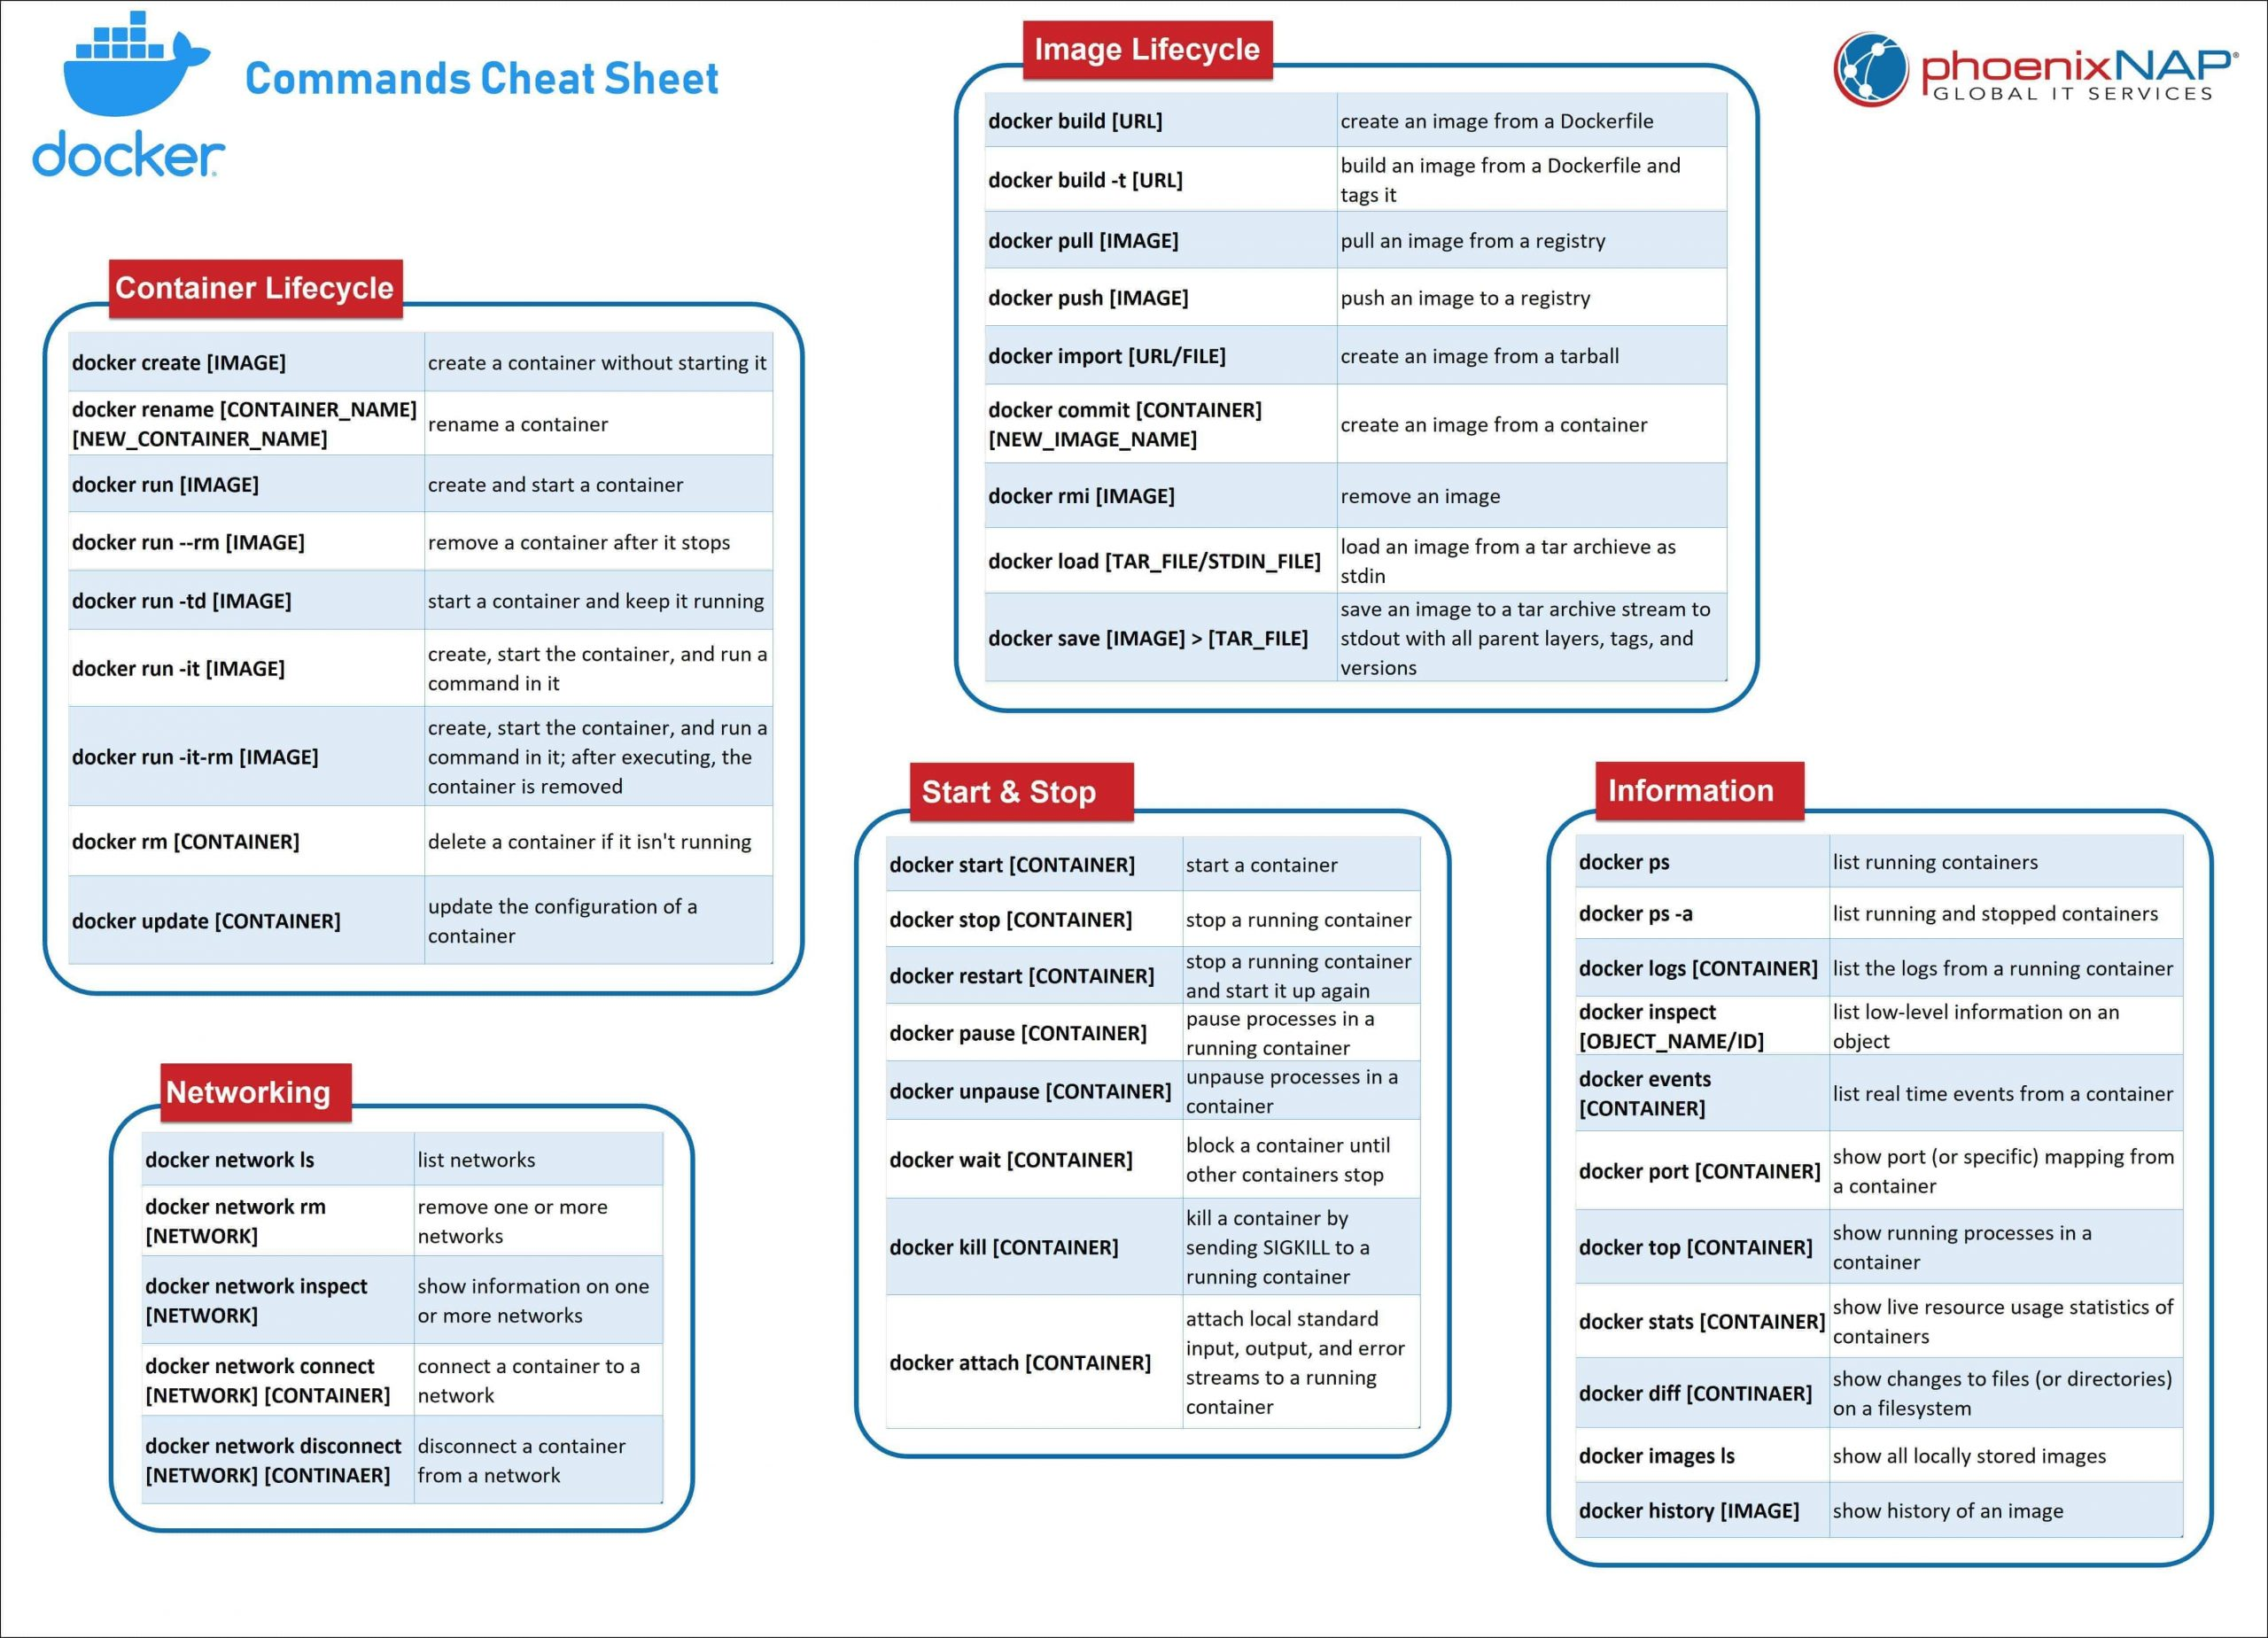 docker
Commands Cheat Sheet
phoenixNAP®
GLOBAL IT SERVICES
Container Lifecycle
docker create [IMAGE]
create a container without starting it
docker rename [CONTAINER_NAME]
[NEW_CONTAINER_NAME]
rename a container
docker run [IMAGE]
create and start a container
docker run --rm [IMAGE]
remove a container after it stops
docker run -td [IMAGE]
start a container and keep it running
docker run -it [IMAGE]
create, start the container, and run a
command in it
docker run -it-rm [IMAGE]
create, start the container, and run a
command in it; after executing, the
container is removed
docker rm [CONTAINER]
delete a container if it isn't running
docker update [CONTAINER]
update the configuration of a
container
Networking
docker network ls
list networks
docker network rm
[NETWORK]
remove one or more
networks
docker network inspect
[NETWORK]
show information on one
or more networks
docker network connect
[NETWORK] [CONTAINER]
connect a container to a
network
docker network disconnect
[NETWORK] [CONTINAER]
disconnect a container
from a network
Image Lifecycle
docker build [URL]
create an image from a Dockerfile
docker build -t [URL]
build an image from a Dockerfile and
tags it
docker pull [IMAGE]
pull an image from a registry
docker push [IMAGE]
push an image to a registry
docker import [URL/FILE]
create an image from a tarball
docker commit [CONTAINER]
[NEW_IMAGE_NAME]
create an image from a container
docker rmi [IMAGE]
remove an image
docker load [TAR_FILE/STDIN_FILE]
load an image from a tar archieve as
stdin
docker save [IMAGE] > [TAR_FILE]
save an image to a tar archive stream to
stdout with all parent layers, tags, and
versions
Start & Stop
docker start [CONTAINER]
start a container
docker stop [CONTAINER]
stop a running container
docker restart [CONTAINER]
stop a running container
and start it up again
docker pause [CONTAINER]
pause processes in a
running container
docker unpause [CONTAINER]
unpause processes in a
container
docker wait [CONTAINER]
block a container until
other containers stop
docker kill [CONTAINER]
kill a container by
sending SIGKILL to a
running container
docker attach [CONTAINER]
attach local standard
input, output, and error
streams to a running
container
Information
docker ps
list running containers
docker ps -a
list running and stopped containers
docker logs [CONTAINER]
list the logs from a running container
docker inspect
[OBJECT_NAME/ID]
list low-level information on an
object
docker events
[CONTAINER]
list real time events from a container
docker port [CONTAINER]
show port (or specific) mapping from
a container
docker top [CONTAINER]
show running processes in a
container
docker stats [CONTAINER]
show live resource usage statistics of
containers
docker diff [CONTINAER]
show changes to files (or directories)
on a filesystem
docker images ls
show all locally stored images
docker history [IMAGE]
show history of an image